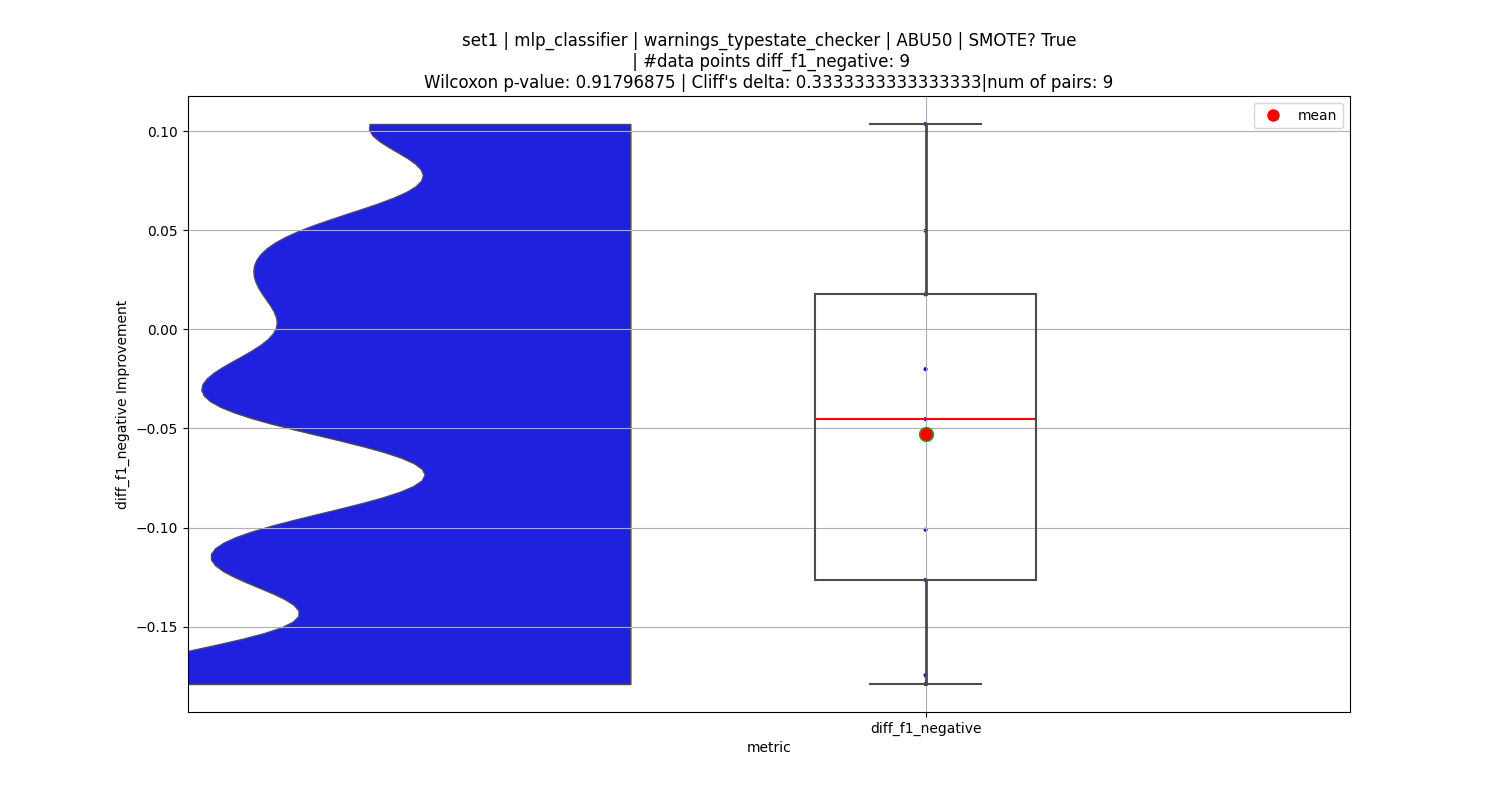 set1 | mlp_classifier | warnings_typestate_checker | ABU50 | SMOTE? True
| #data points diff_f1_negative: 9
Wilcoxon p-value: 0.91796875 | Cliff's delta: 0.3333333333333333|num of pairs: 9
mean
0.10
0.05
0.00
−0.05
−0.10
−0.15
diff_f1_negative Improvement
diff_f1_negative
metric